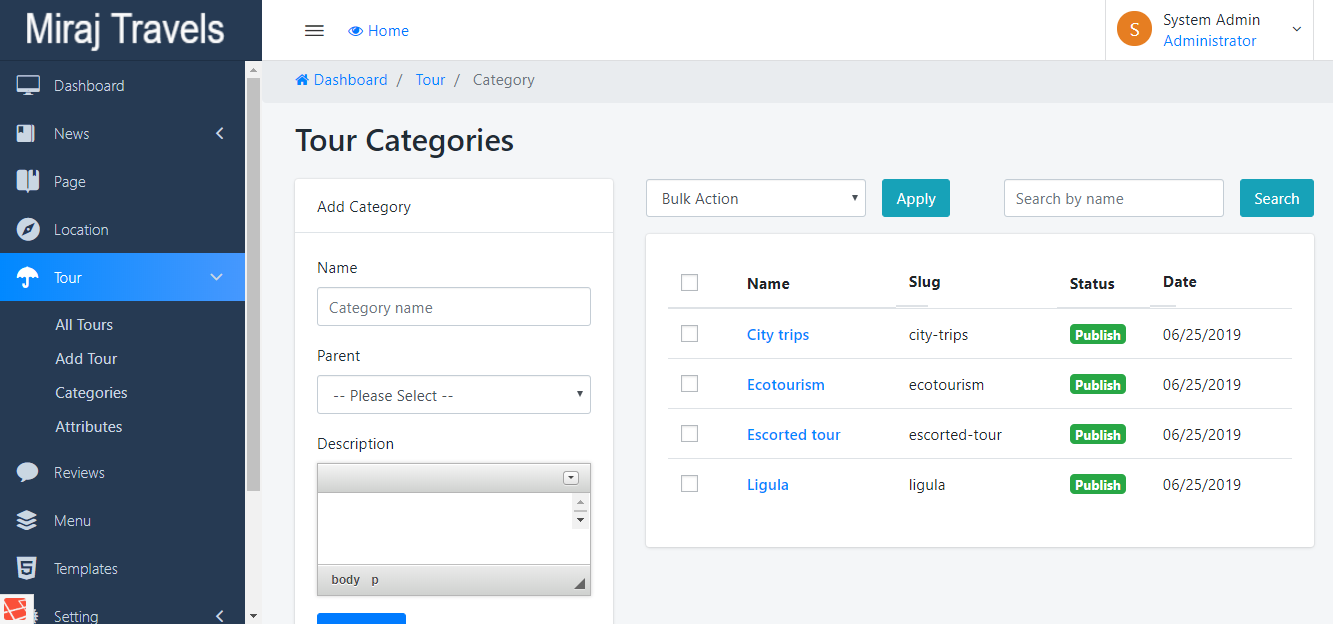 Miraj Travels
Home
S
System Admin
Administrator
Dashboard / Tour / Category
Dashboard
News
Page
Location
Tour
All Tours
Add Tour
Categories
Attributes
Reviews
Menu
Templates
Setting
Tour Categories
Add Category
Name
Category name
Parent
-- Please Select --
Description
body p
Bulk Action
Apply
Search by name
Search
Name Slug Status Date
City trips city-trips Publish 06/25/2019
Ecotourism ecotourism Publish 06/25/2019
Escorted tour escorted-tour Publish 06/25/2019
Ligula ligula Publish 06/25/2019